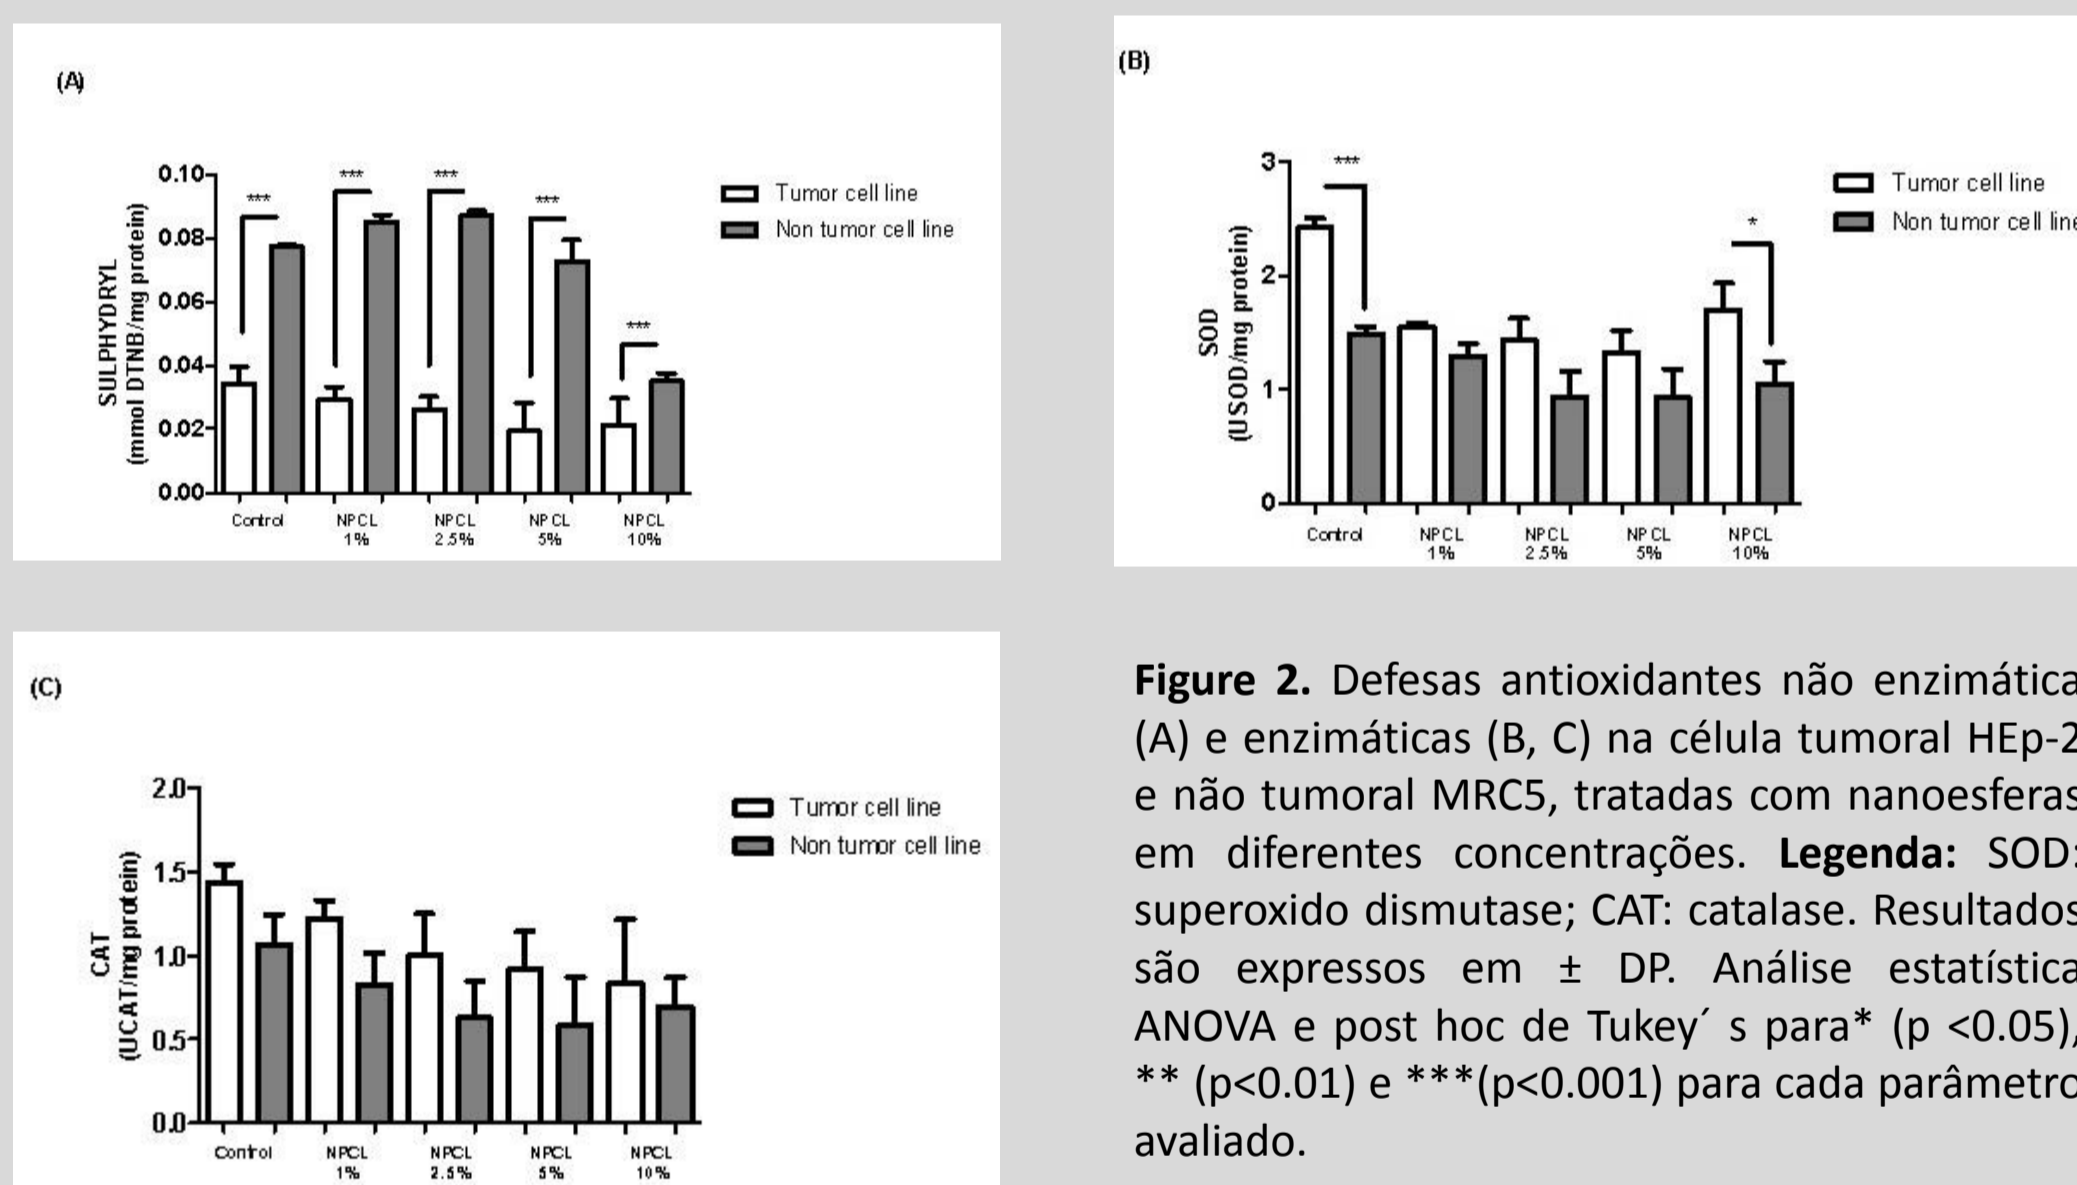 (A)
SULPHYDRYL
(mmol DTNB/mg protein)
0.10
0.08
0.06
0.04
0.02
0.00
***
***
***
***
***
Control
NPCL
1%
NPCL
2.5%
NPCL
5%
NPCL
10%
Tumor cell line
Non tumor cell line
(B)
SOD
(USOD/mg protein)
3
2
1
0
***
*
Control
NPCL
1%
NPCL
2.5%
NPCL
5%
NPCL
10%
Tumor cell line
Non tumor cell line
(C)
CAT
(UCAT/mg protein)
2.0
1.5
1.0
0.5
0.0
Control
NPCL
1%
NPCL
2.5%
NPCL
5%
NPCL
10%
Tumor cell line
Non tumor cell line
Figure 2. Defesas antioxidantes não enzimática
(A) e enzimáticas (B, C) na célula tumoral HEp-2
e não tumoral MRC5, tratadas com nanoesferas
em diferentes concentrações. Legenda: SOD:
superoxido dismutase; CAT: catalase. Resultados
são expressos em ± DP. Análise estatística
ANOVA e post hoc de Tukey´ s para* (p <0.05),
** (p<0.01) e ***(p<0.001) para cada parâmetro
avaliado.